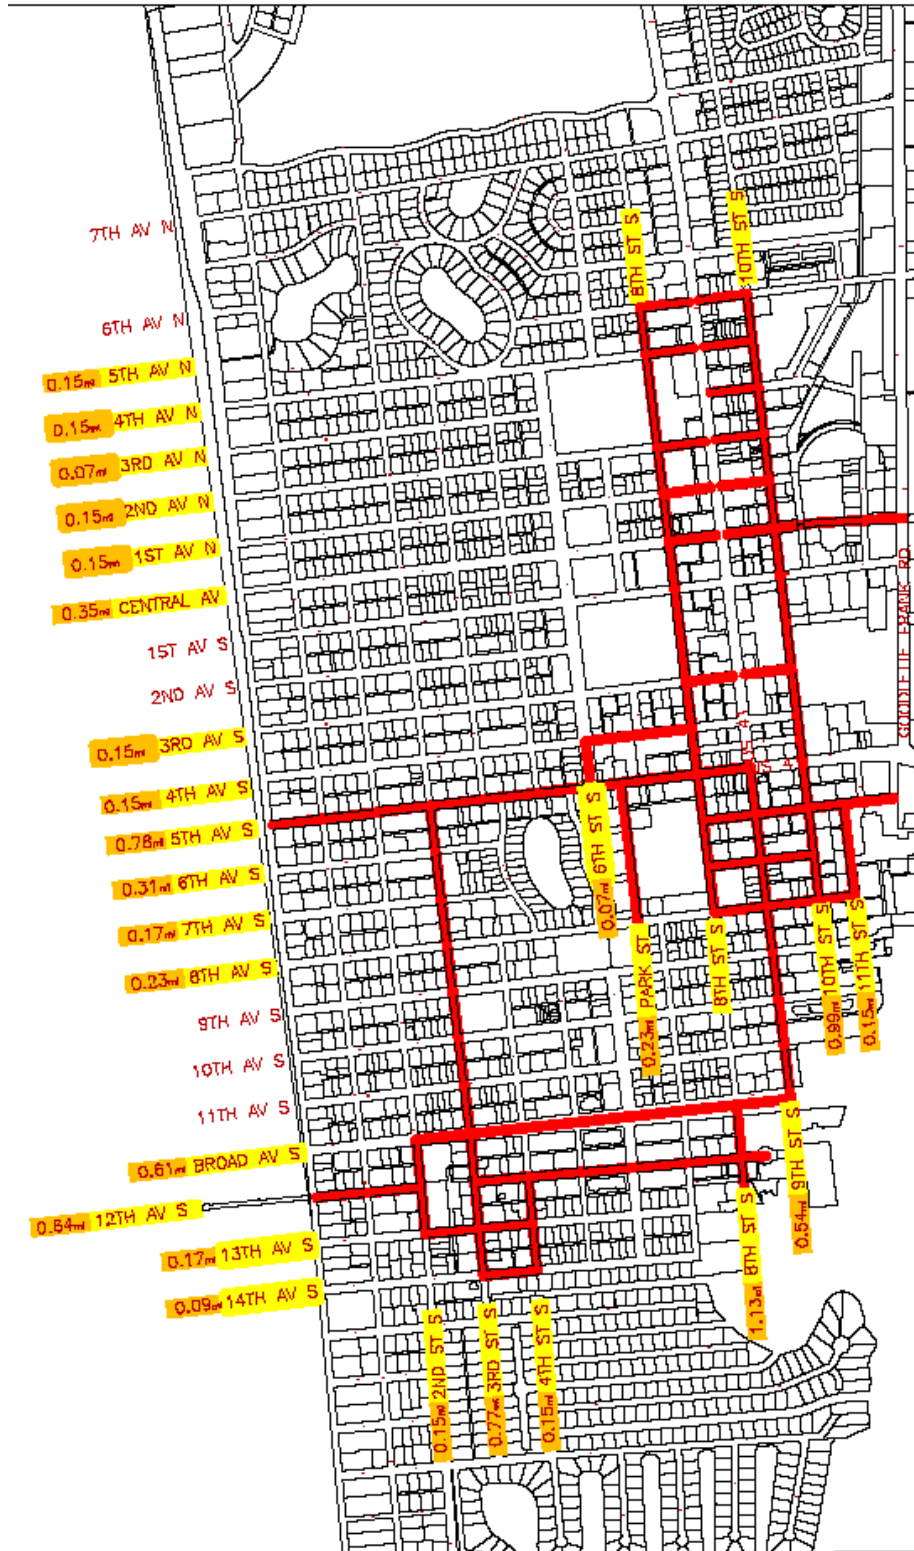 7TH AV N
6TH AV N
0.15mi 5TH AV N
0.15mi 4TH AV N
0.07mi 3RD AV N
0.15mi 2ND AV N
0.15mi 1ST AV N
0.35mi CENTRAL AV
1ST AV S
2ND AV S
0.15mi 3RD AV S
0.15mi 4TH AV S
0.78mi 5TH AV S
0.31mi 6TH AV S
0.17mi 7TH AV S
0.23mi 8TH AV S
9TH AV S
10TH AV S
11TH AV S
0.61mi BROAD AV S
0.64mi 12TH AV S
0.17mi 13TH AV S
0.09mi 14TH AV S
8TH ST S
10TH ST S
GOODLETTE FRANK RD
US 41
US 4
0.07mi 6TH ST S
0.23mi PARK ST
8TH ST S
0.99mi 10TH ST S
0.15mi 11TH ST S
0.54mi 9TH ST S
1.13mi 8TH ST S
0.15mi 2ND ST S
0.77mi 3RD ST S
0.15mi 4TH ST S